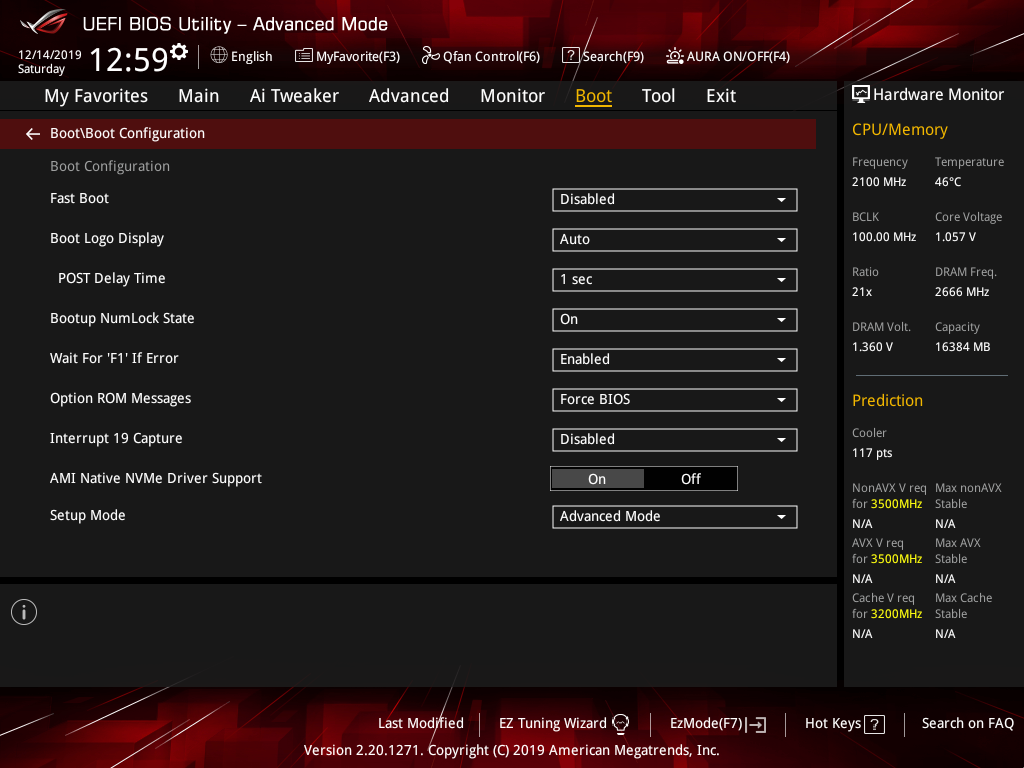 UEFI BIOS Utility – Advanced Mode
12/14/2019
Saturday
12:59
English
MyFavorite(F3)
Qfan Control(F6)
? Search(F9)
AURA ON/OFF(F4)
My Favorites Main Ai Tweaker Advanced Monitor Boot Tool Exit
Boot\Boot Configuration
Boot Configuration
Fast Boot Disabled
Boot Logo Display Auto
POST Delay Time 1 sec
Bootup NumLock State On
Wait For 'F1' If Error Enabled
Option ROM Messages Force BIOS
Interrupt 19 Capture Disabled
AMI Native NVMe Driver Support On Off
Setup Mode Advanced Mode
i
Hardware Monitor
CPU/Memory
Frequency Temperature
2100 MHz 46°C
BCLK Core Voltage
100.00 MHz 1.057 V
Ratio DRAM Freq.
21x 2666 MHz
DRAM Volt. Capacity
1.360 V 16384 MB
Prediction
Cooler
117 pts
NonAVX V req Max nonAVX
for 3500MHz Stable
N/A N/A
AVX V req Max AVX
for 3500MHz Stable
N/A N/A
Cache V req Max Cache
for 3200MHz Stable
N/A N/A
Last Modified
EZ Tuning Wizard
EzMode(F7)
Hot Keys ?
Search on FAQ
Version 2.20.1271. Copyright (C) 2019 American Megatrends, Inc.